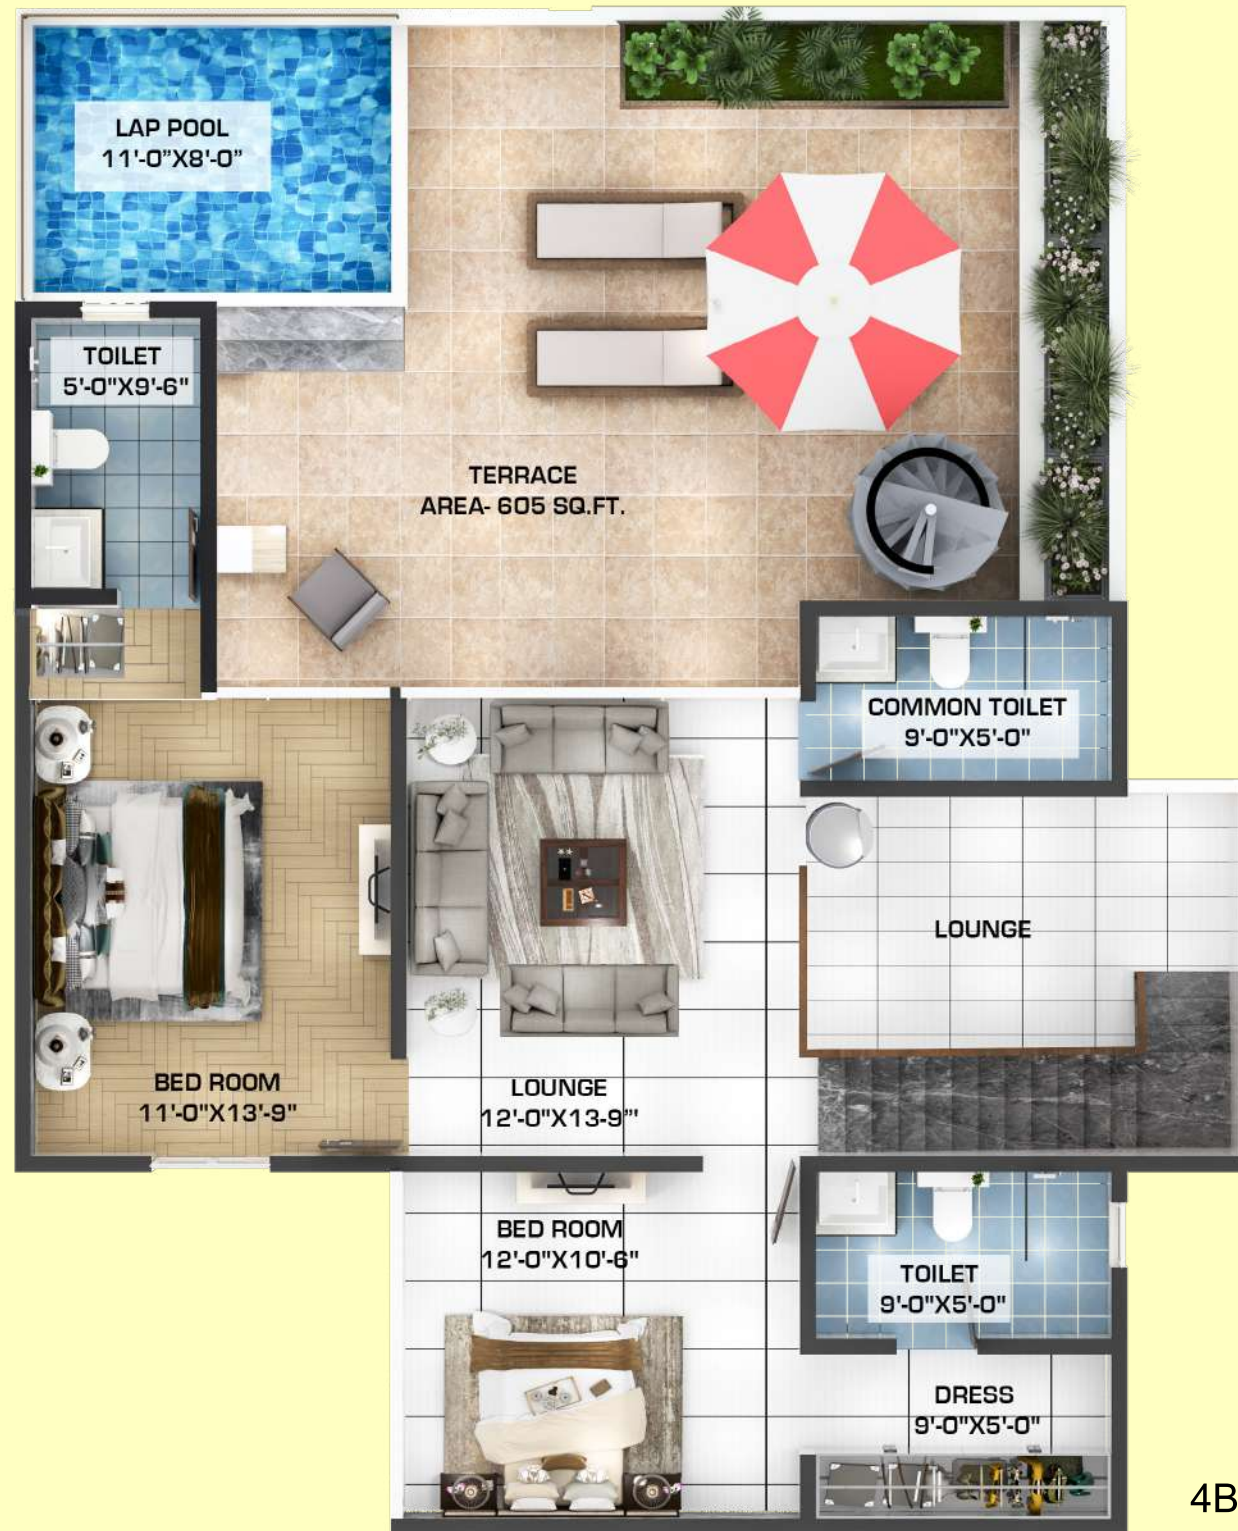 LAP POOL
11'-0"X8'-0"
TOILET
5'-0"X9'-6"
TERRACE
AREA- 605 SQ.FT.
COMMON TOILET
9'-0"X5'-0"
LOUNGE
BED ROOM
11'-0"X13'-9"
LOUNGE
12'-0"X13-9"'
BED ROOM
12'-0"X10'-6"
TOILET
9'-0"X5'-0"
DRESS
9'-0"X5'-0"
4B